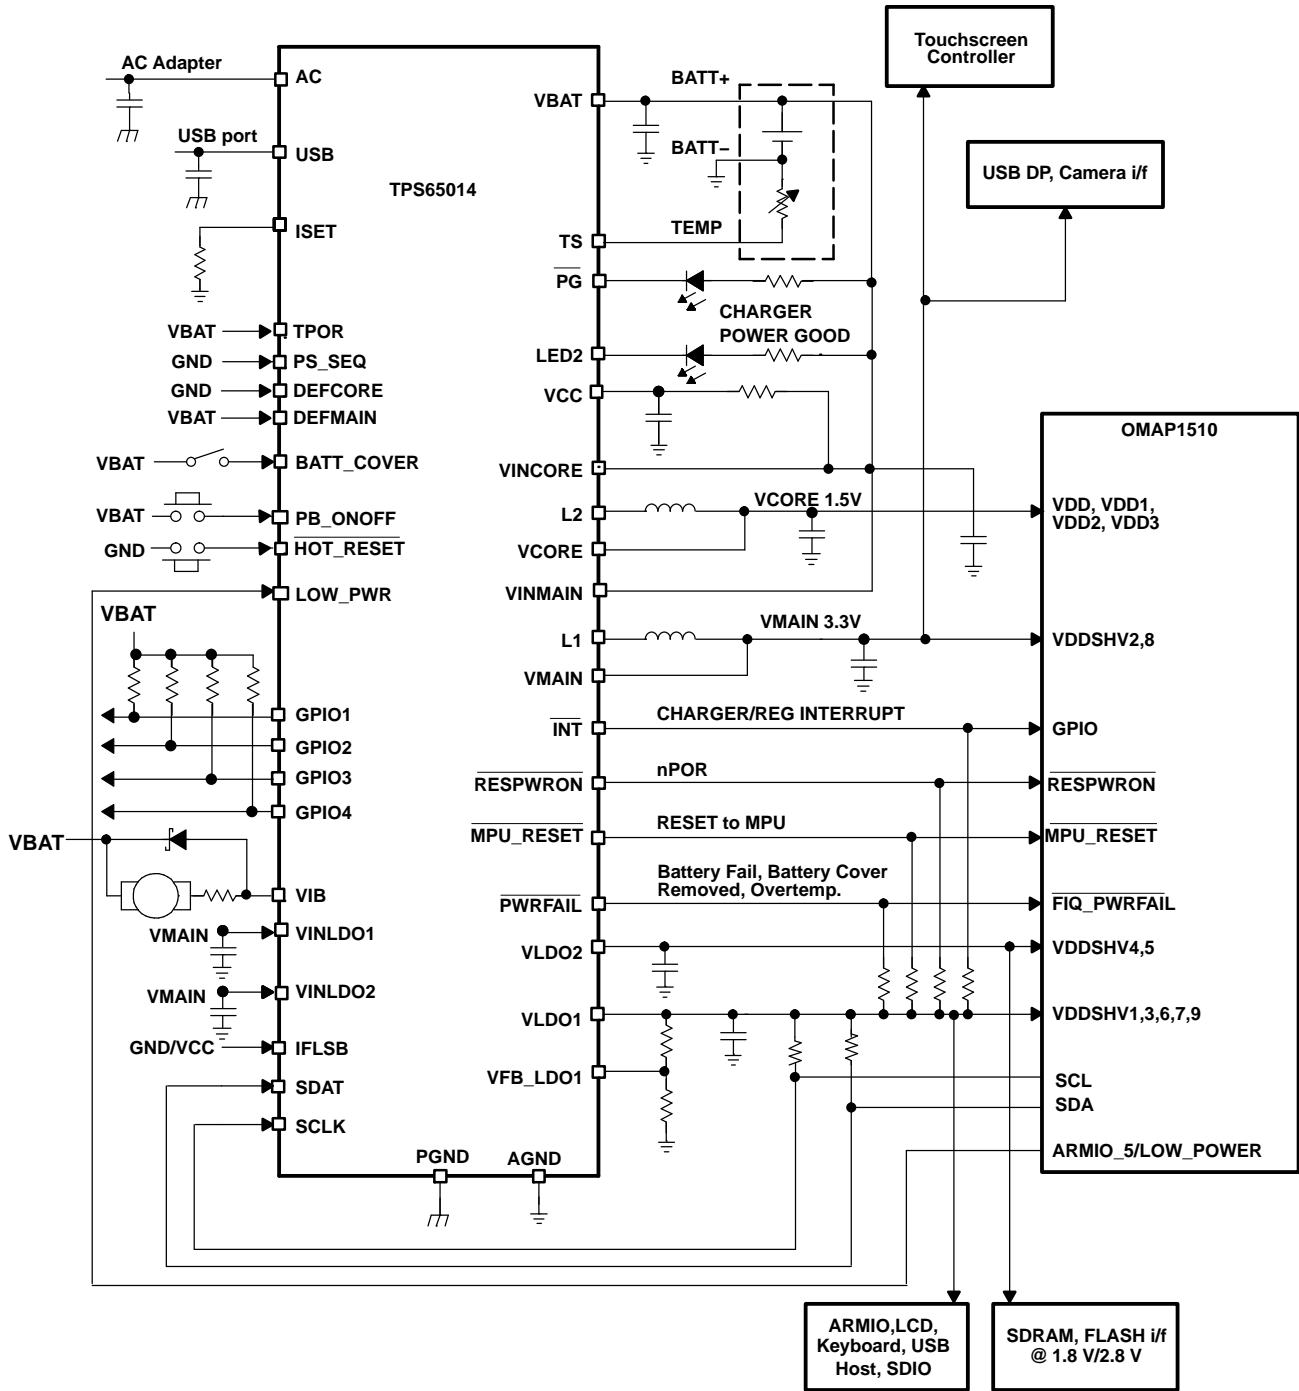 Touchscreen
Controller
AC Adapter
AC
BATT+
VBAT
USB port
USB
BATT−
USB DP, Camera i/f
TPS65014
ISET
TS
TEMP
PG
CHARGER
POWER GOOD
VBAT
TPOR
LED2
GND
PS_SEQ
GND
DEFCORE
VCC
VBAT
DEFMAIN
OMAP1510
VBAT
BATT_COVER
VINCORE
VCORE 1.5V
VDD, VDD1,
VDD2, VDD3
L2
VBAT
PB_ONOFF
GND
HOT_RESET
VCORE
LOW_PWR
VINMAIN
VBAT
VMAIN 3.3V
L1
VDDSHV2,8
VMAIN
GPIO1
CHARGER/REG INTERRUPT
INT
GPIO
GPIO2
nPOR
GPIO3
RESPWRON
RESPWRON
GPIO4
RESET to MPU
MPU_RESET
MPU_RESET
VBAT
Battery Fail, Battery Cover
Removed, Overtemp.
VIB
PWRFAIL
FIQ_PWRFAIL
VMAIN
VINLDO1
VLDO2
VDDSHV4,5
VMAIN
VINLDO2
VLDO1
VDDSHV1,3,6,7,9
GND/VCC
IFLSB
VFB_LDO1
SCL
SDAT
SDA
SCLK
ARMIO_5/LOW_POWER
PGND
AGND
ARMIO,LCD,
Keyboard, USB
Host, SDIO
SDRAM, FLASH i/f
@ 1.8 V/2.8 V